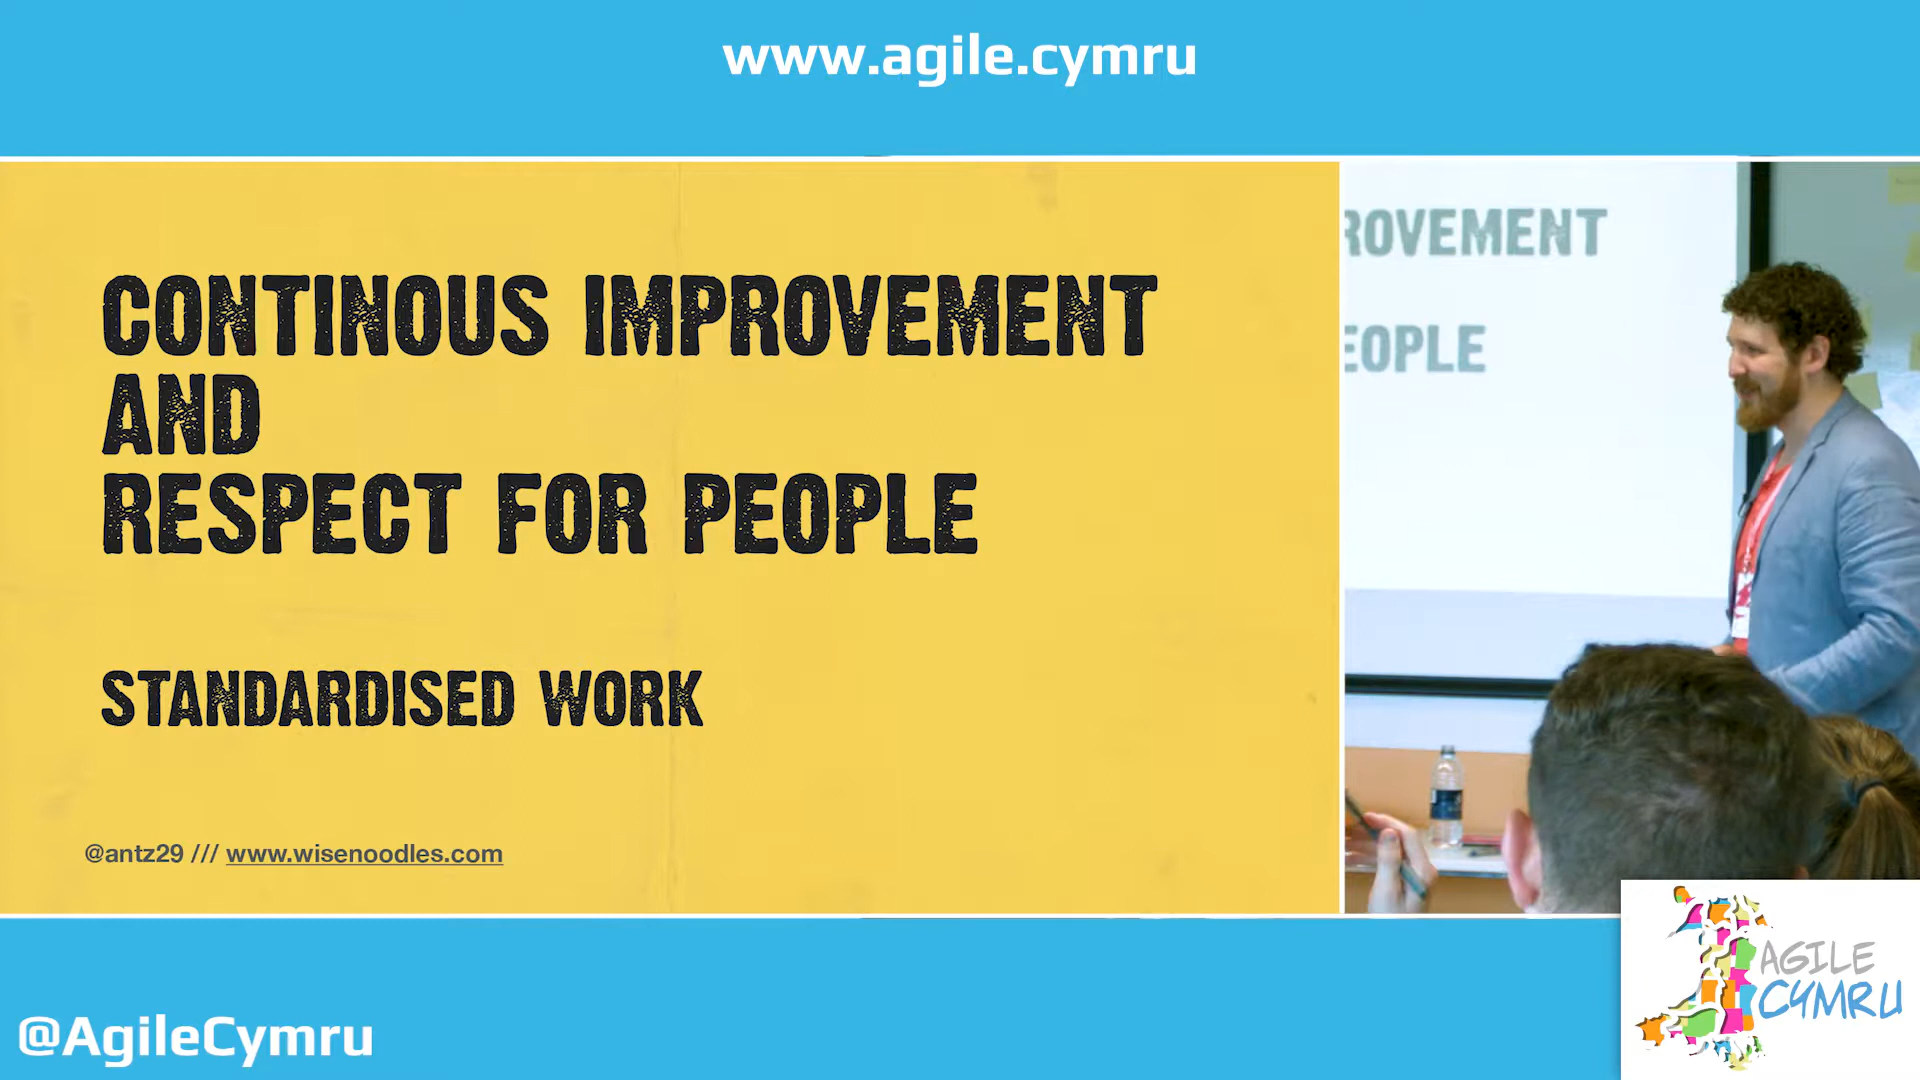 www.agile.cymru
CONTINOUS IMPROVEMENT
AND
RESPECT FOR PEOPLE
STANDARDISED WORK
@antz29 /// www.wisenoodles.com
ROVEMENT
EOPLE
AGILE
CYMRU
@AgileCymru